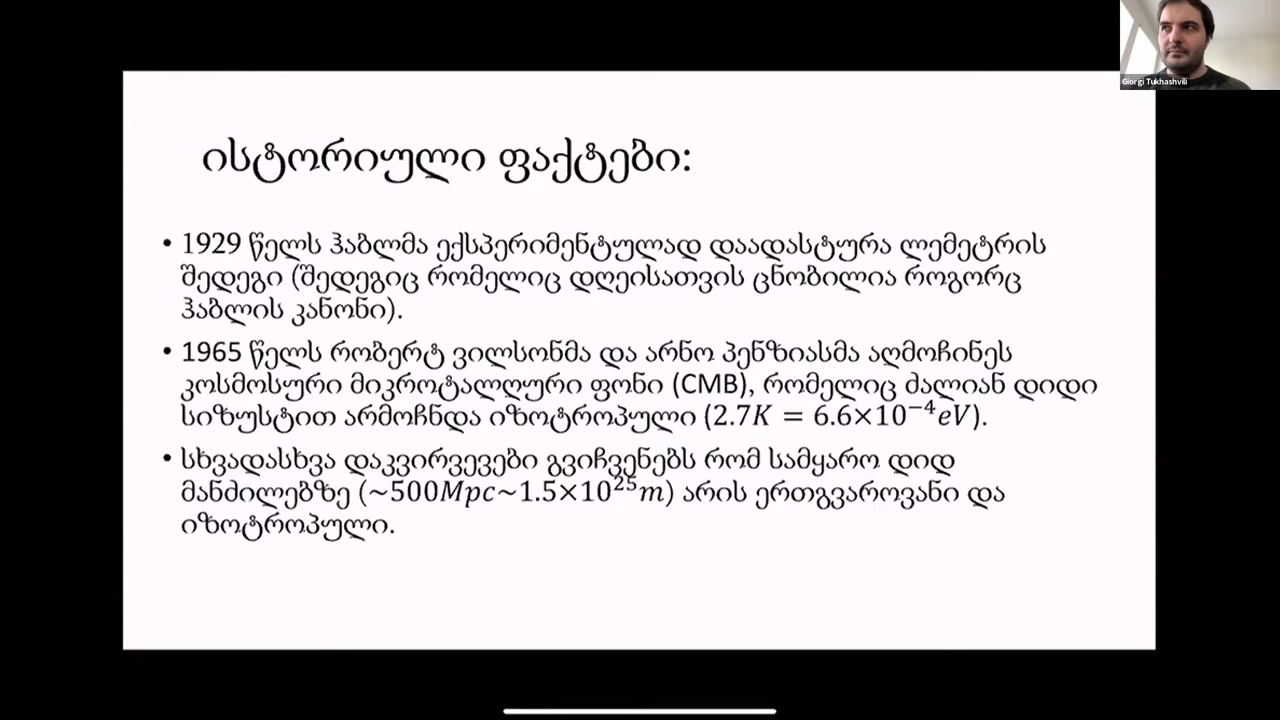 Giorgi Tukhashvili
ისტორიული ფაქტები:
• 1929 წელს ჰაბლმა ექსპერიმენტულად დაადასტურა ლემეტრის
შედეგი (შედეგიც რომელიც დღეისათვის ცნობილია როგორც
ჰაბლის კანონი).
• 1965 წელს რობერტ ვილსონმა და არნო პენზიასმა აღმოჩინეს
კოსმოსური მიკროტალღური ფონი (CMB), რომელიც ძალიან დიდი
სიზუსტით არმოჩნდა იზოტროპული (2.7K = 6.6×10⁻⁴eV).
• სხვადასხვა დაკვირვევები გვიჩვენებს რომ სამყარო დიდ
მანძილებზე (~500Mpc~1.5×10²⁵m) არის ერთგვაროვანი და
იზოტროპული.